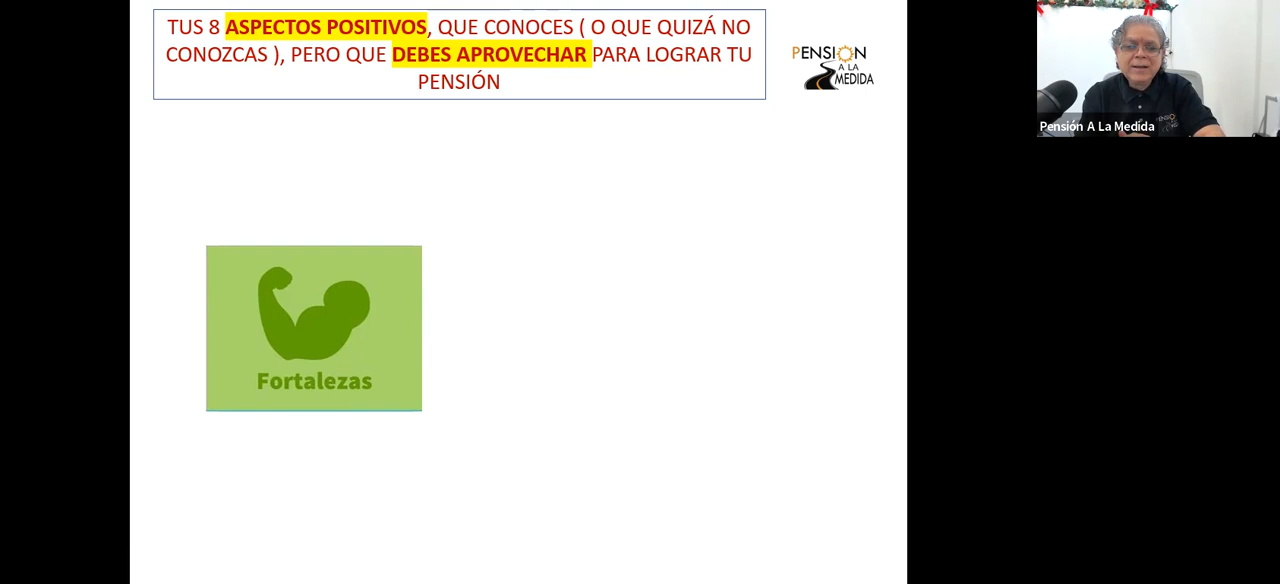 TUS 8 ASPECTOS POSITIVOS, QUE CONOCES ( O QUE QUIZÁ NO
CONOZCAS ), PERO QUE DEBES APROVECHAR PARA LOGRAR TU
PENSIÓN
PENSIÓN
A LA
MEDIDA
Pensión A La Medida
Fortalezas